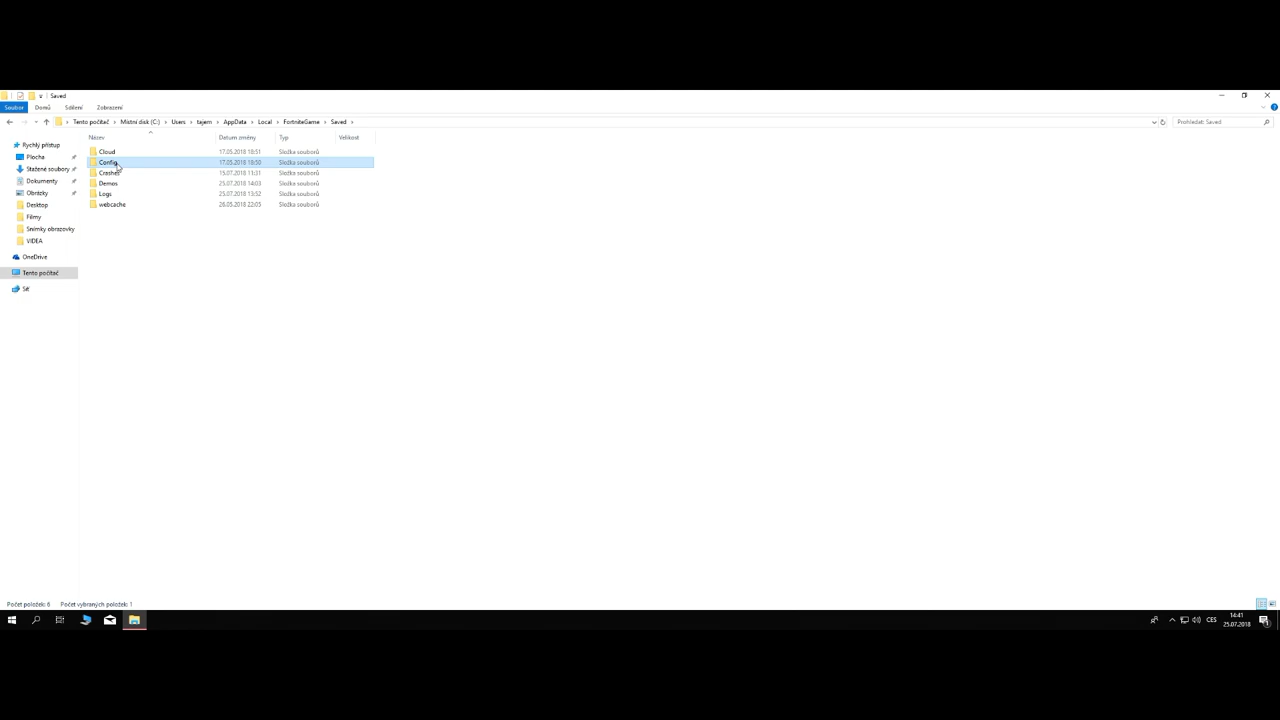 Saved
Soubor Domů Sdílení Zobrazení
Tento počítač › Místní disk (C:) › Users › tajem › AppData › Local › FortniteGame › Saved ›
Prohledat: Saved
Název Datum změny Typ Velikost
Rychlý přístup
Plocha
Stažené soubory
Dokumenty
Obrázky
Desktop
Filmy
Snímky obrazovky
VIDEA
OneDrive
Tento počítač
Síť
Cloud 17.05.2018 18:51 Složka souborů
Config 17.05.2018 18:50 Složka souborů
Crashes 15.07.2018 11:31 Složka souborů
Demos 25.07.2018 14:03 Složka souborů
Logs 25.07.2018 13:52 Složka souborů
webcache 28.05.2018 22:05 Složka souborů
Počet položek: 6 Počet vybraných položek: 1
CES
14:41
25.07.2018